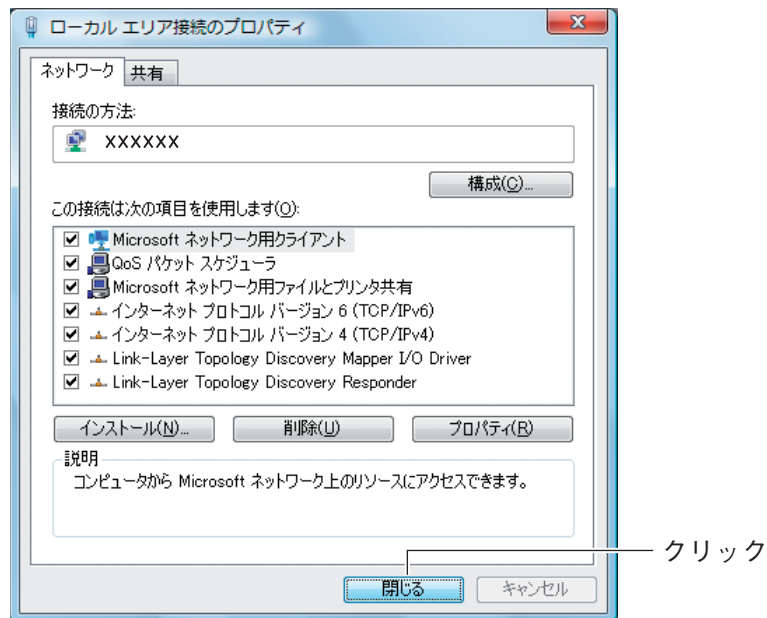 ローカル エリア接続のプロパティ
ネットワーク 共有
接続の方法:
XXXXXX
構成(C)...
この接続は次の項目を使用します(O):
Microsoft ネットワーク用クライアント
QoS パケット スケジューラ
Microsoft ネットワーク用ファイルとプリンタ共有
インターネット プロトコル バージョン 6 (TCP/IPv6)
インターネット プロトコル バージョン 4 (TCP/IPv4)
Link-Layer Topology Discovery Mapper I/O Driver
Link-Layer Topology Discovery Responder
インストール(N)... 削除(U) プロパティ(R)
説明
コンピュータから Microsoft ネットワーク上のリソースにアクセスできます。
クリック
閉じる キャンセル